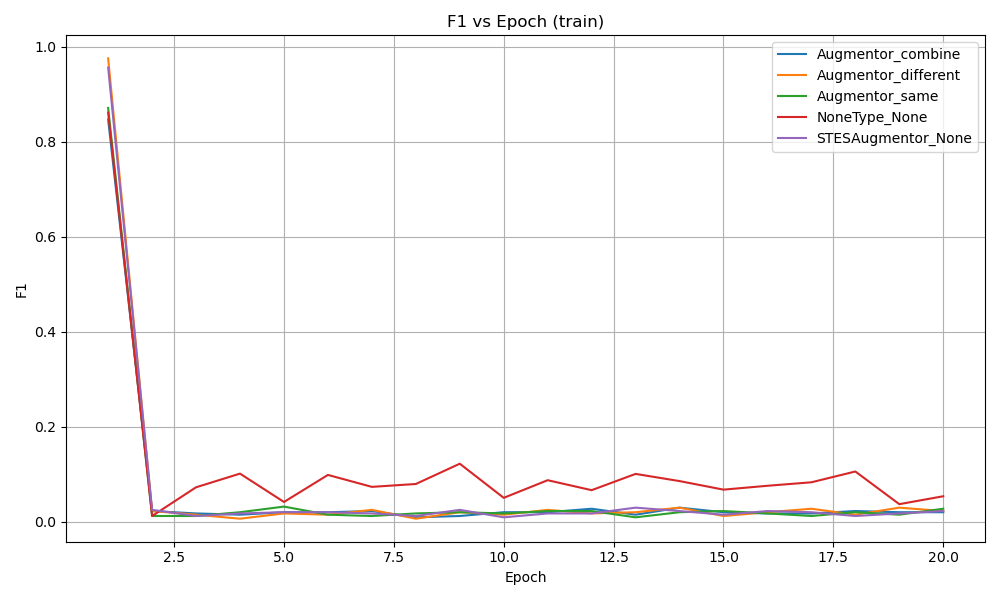 F1 vs Epoch (train)
Augmentor_combine
Augmentor_different
Augmentor_same
NoneType_None
STESAugmentor_None
F1
1.0
0.8
0.6
0.4
0.2
0.0
2.5 5.0 7.5 10.0 12.5 15.0 17.5 20.0
Epoch